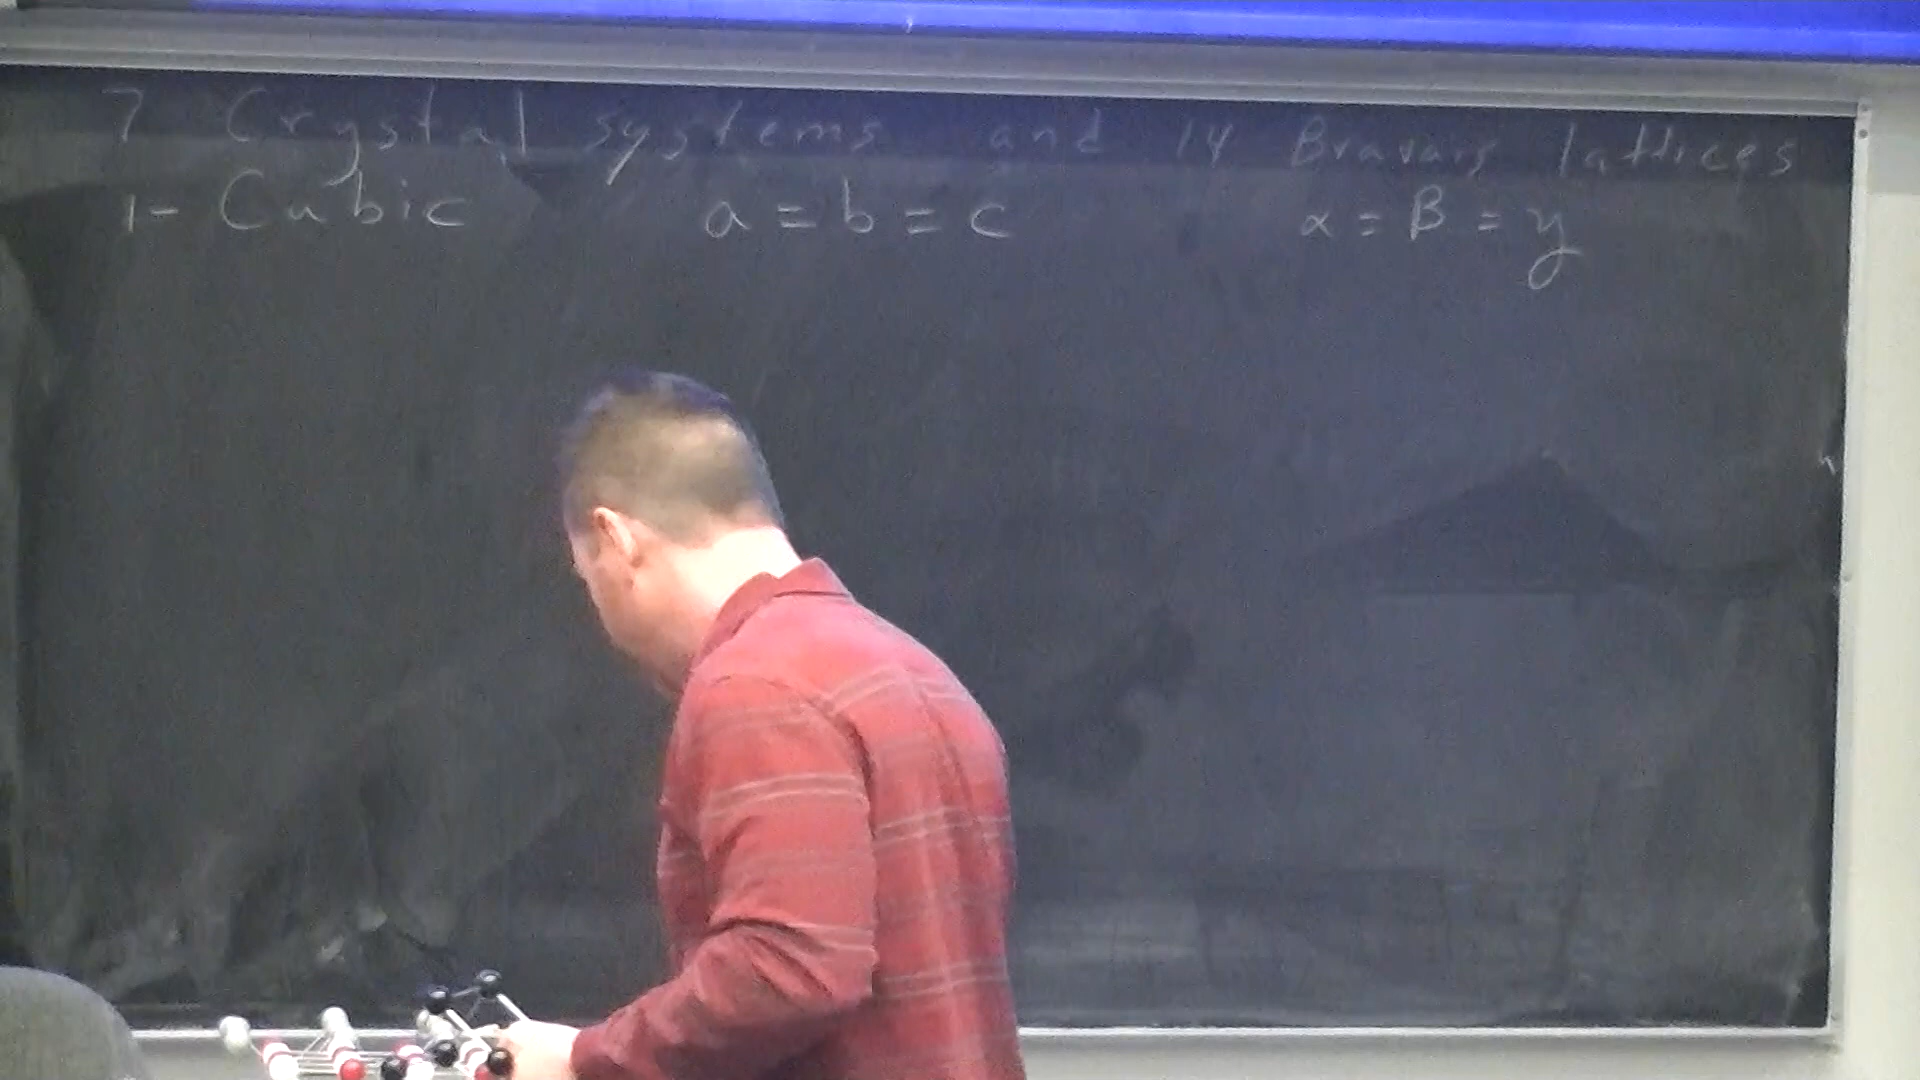 7 Crystal systems and 14 Bravais lattices
1- Cubic a = b = c α = β = γ